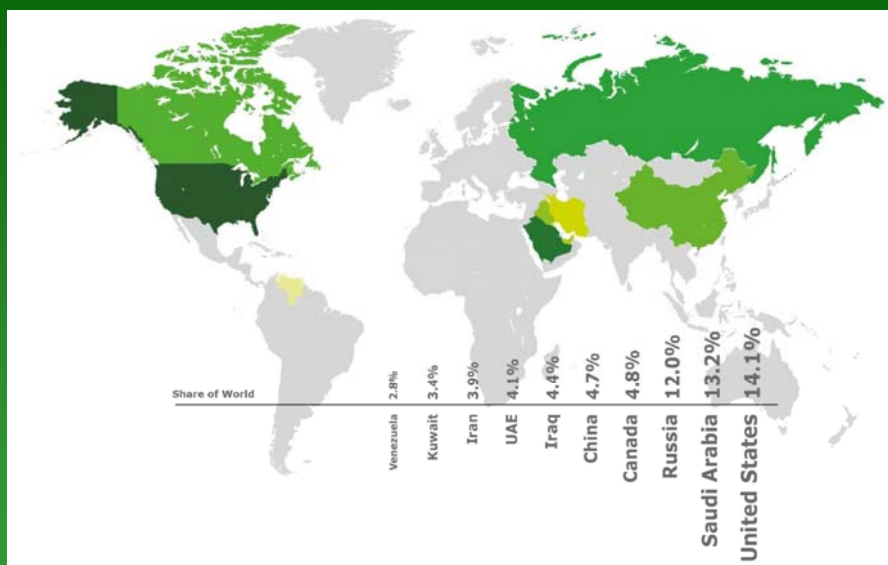 Share of World
2.8%
3.4%
3.9%
4.1%
4.4%
4.7%
4.8%
12.0%
13.2%
14.1%
Venezuela
Kuwait
Iran
UAE
Iraq
China
Canada
Russia
Saudi Arabia
United States